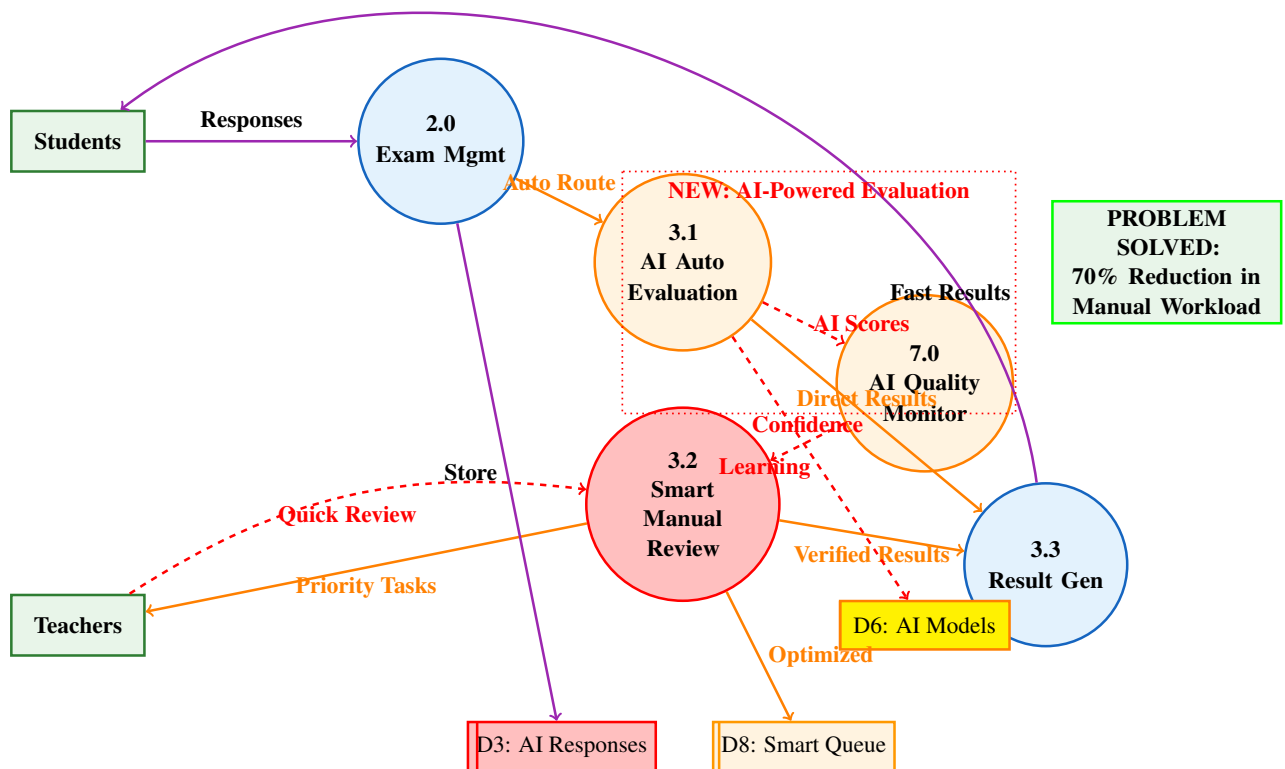 Students
Responses
2.0
Exam Mgmt
Auto Route
NEW: AI-Powered Evaluation
3.1
AI Auto
Evaluation
PROBLEM
SOLVED:
70% Reduction in
Manual Workload
Fast Results
AI Scores
7.0
AI Quality
Monitor
Direct Results
Confidence
Learning
Store
3.2
Smart
Manual
Review
Quick Review
Priority Tasks
Verified Results
3.3
Result Gen
Teachers
D6: AI Models
Optimized
D3: AI Responses
D8: Smart Queue